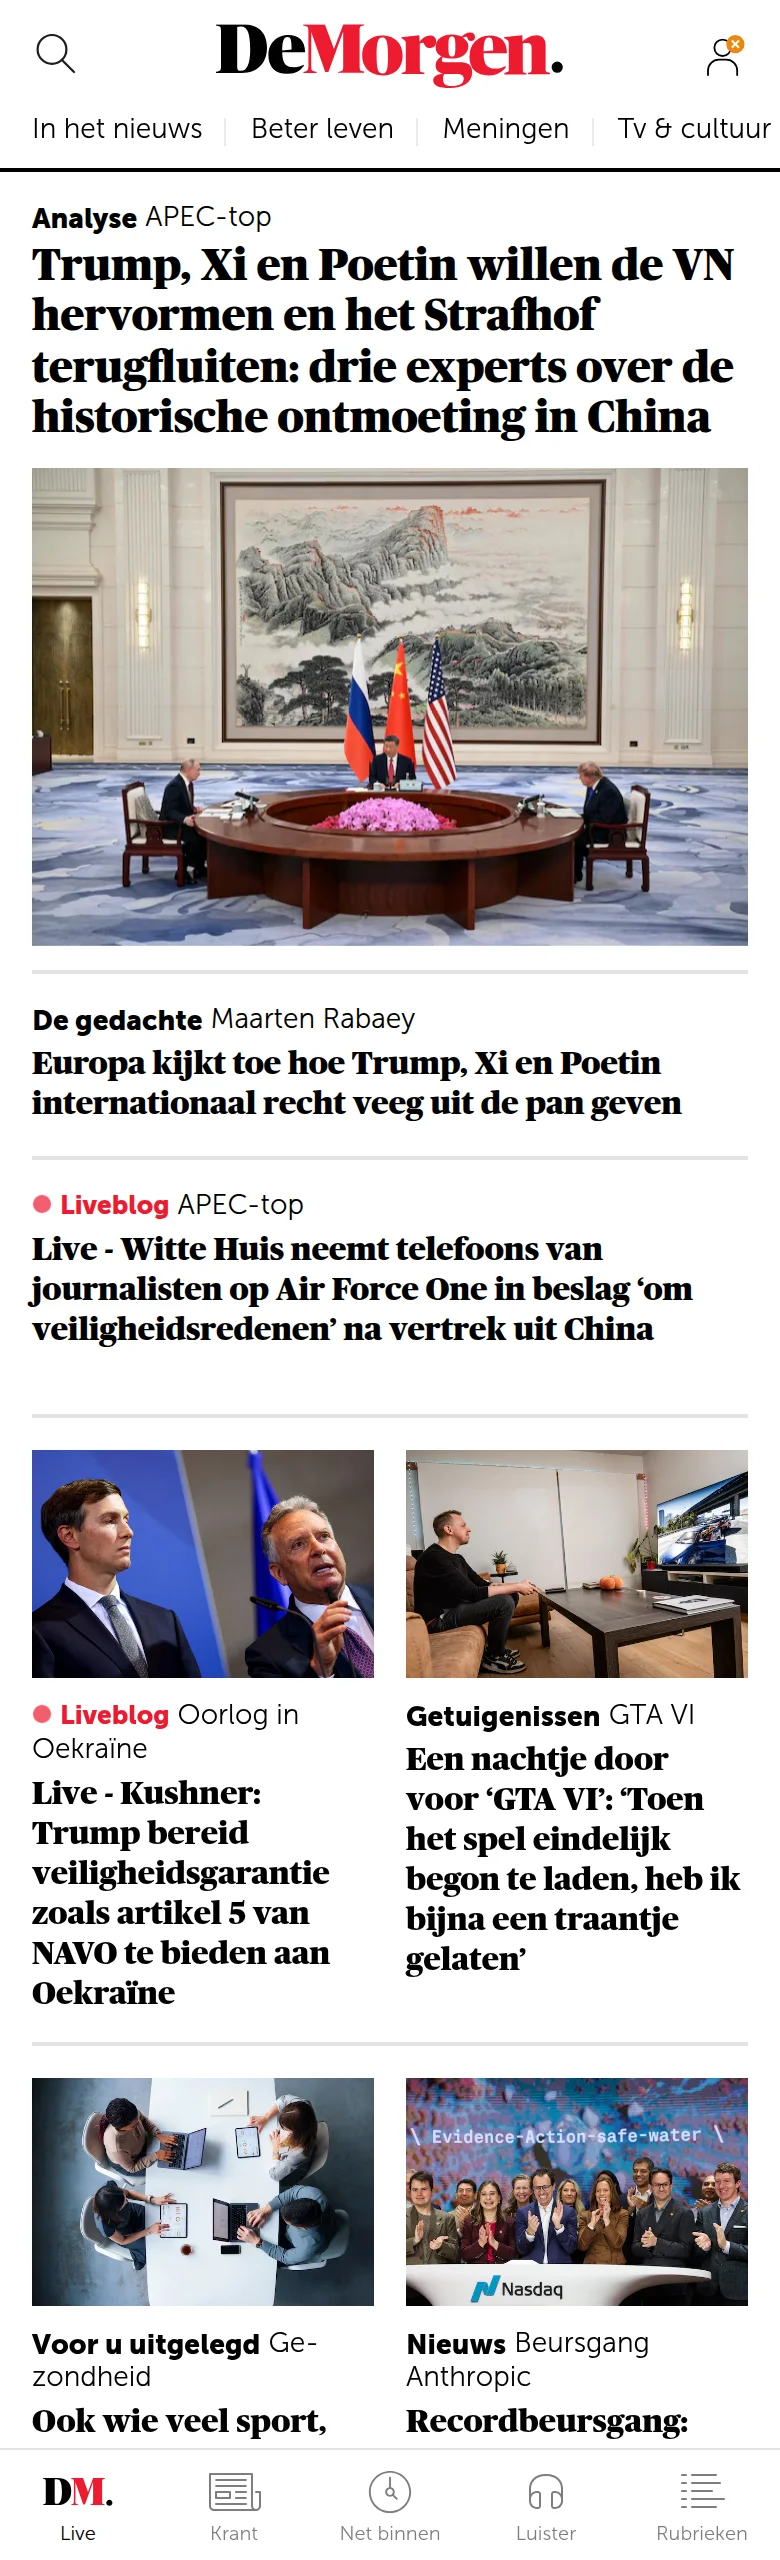 DeMorgen.
In het nieuws
Beter leven
Meningen
Tv & cultuur
Analyse APEC-top
Trump, Xi en Poetin willen de VN
hervormen en het Strafhof
terugfluiten: drie experts over de
historische ontmoeting in China
De gedachte Maarten Rabaey
Europa kijkt toe hoe Trump, Xi en Poetin
internationaal recht veeg uit de pan geven
Liveblog APEC-top
Live - Witte Huis neemt telefoons van
journalisten op Air Force One in beslag ‘om
veiligheidsredenen’ na vertrek uit China
Liveblog Oorlog in
Oekraïne
Live - Kushner:
Trump bereid
veiligheidsgarantie
zoals artikel 5 van
NAVO te bieden aan
Oekraïne
Getuigenissen GTA VI
Een nachtje door
voor ‘GTA VI’: ‘Toen
het spel eindelijk
begon te laden, heb ik
bijna een traantje
gelaten’
\ Evidence-Action-safe-water \
Nasdaq
Voor u uitgelegd Ge-
zondheid
Ook wie veel sport,
Nieuws Beursgang
Anthropic
Recordbeursgang:
DM.
Live
Krant
Net binnen
Luister
Rubrieken